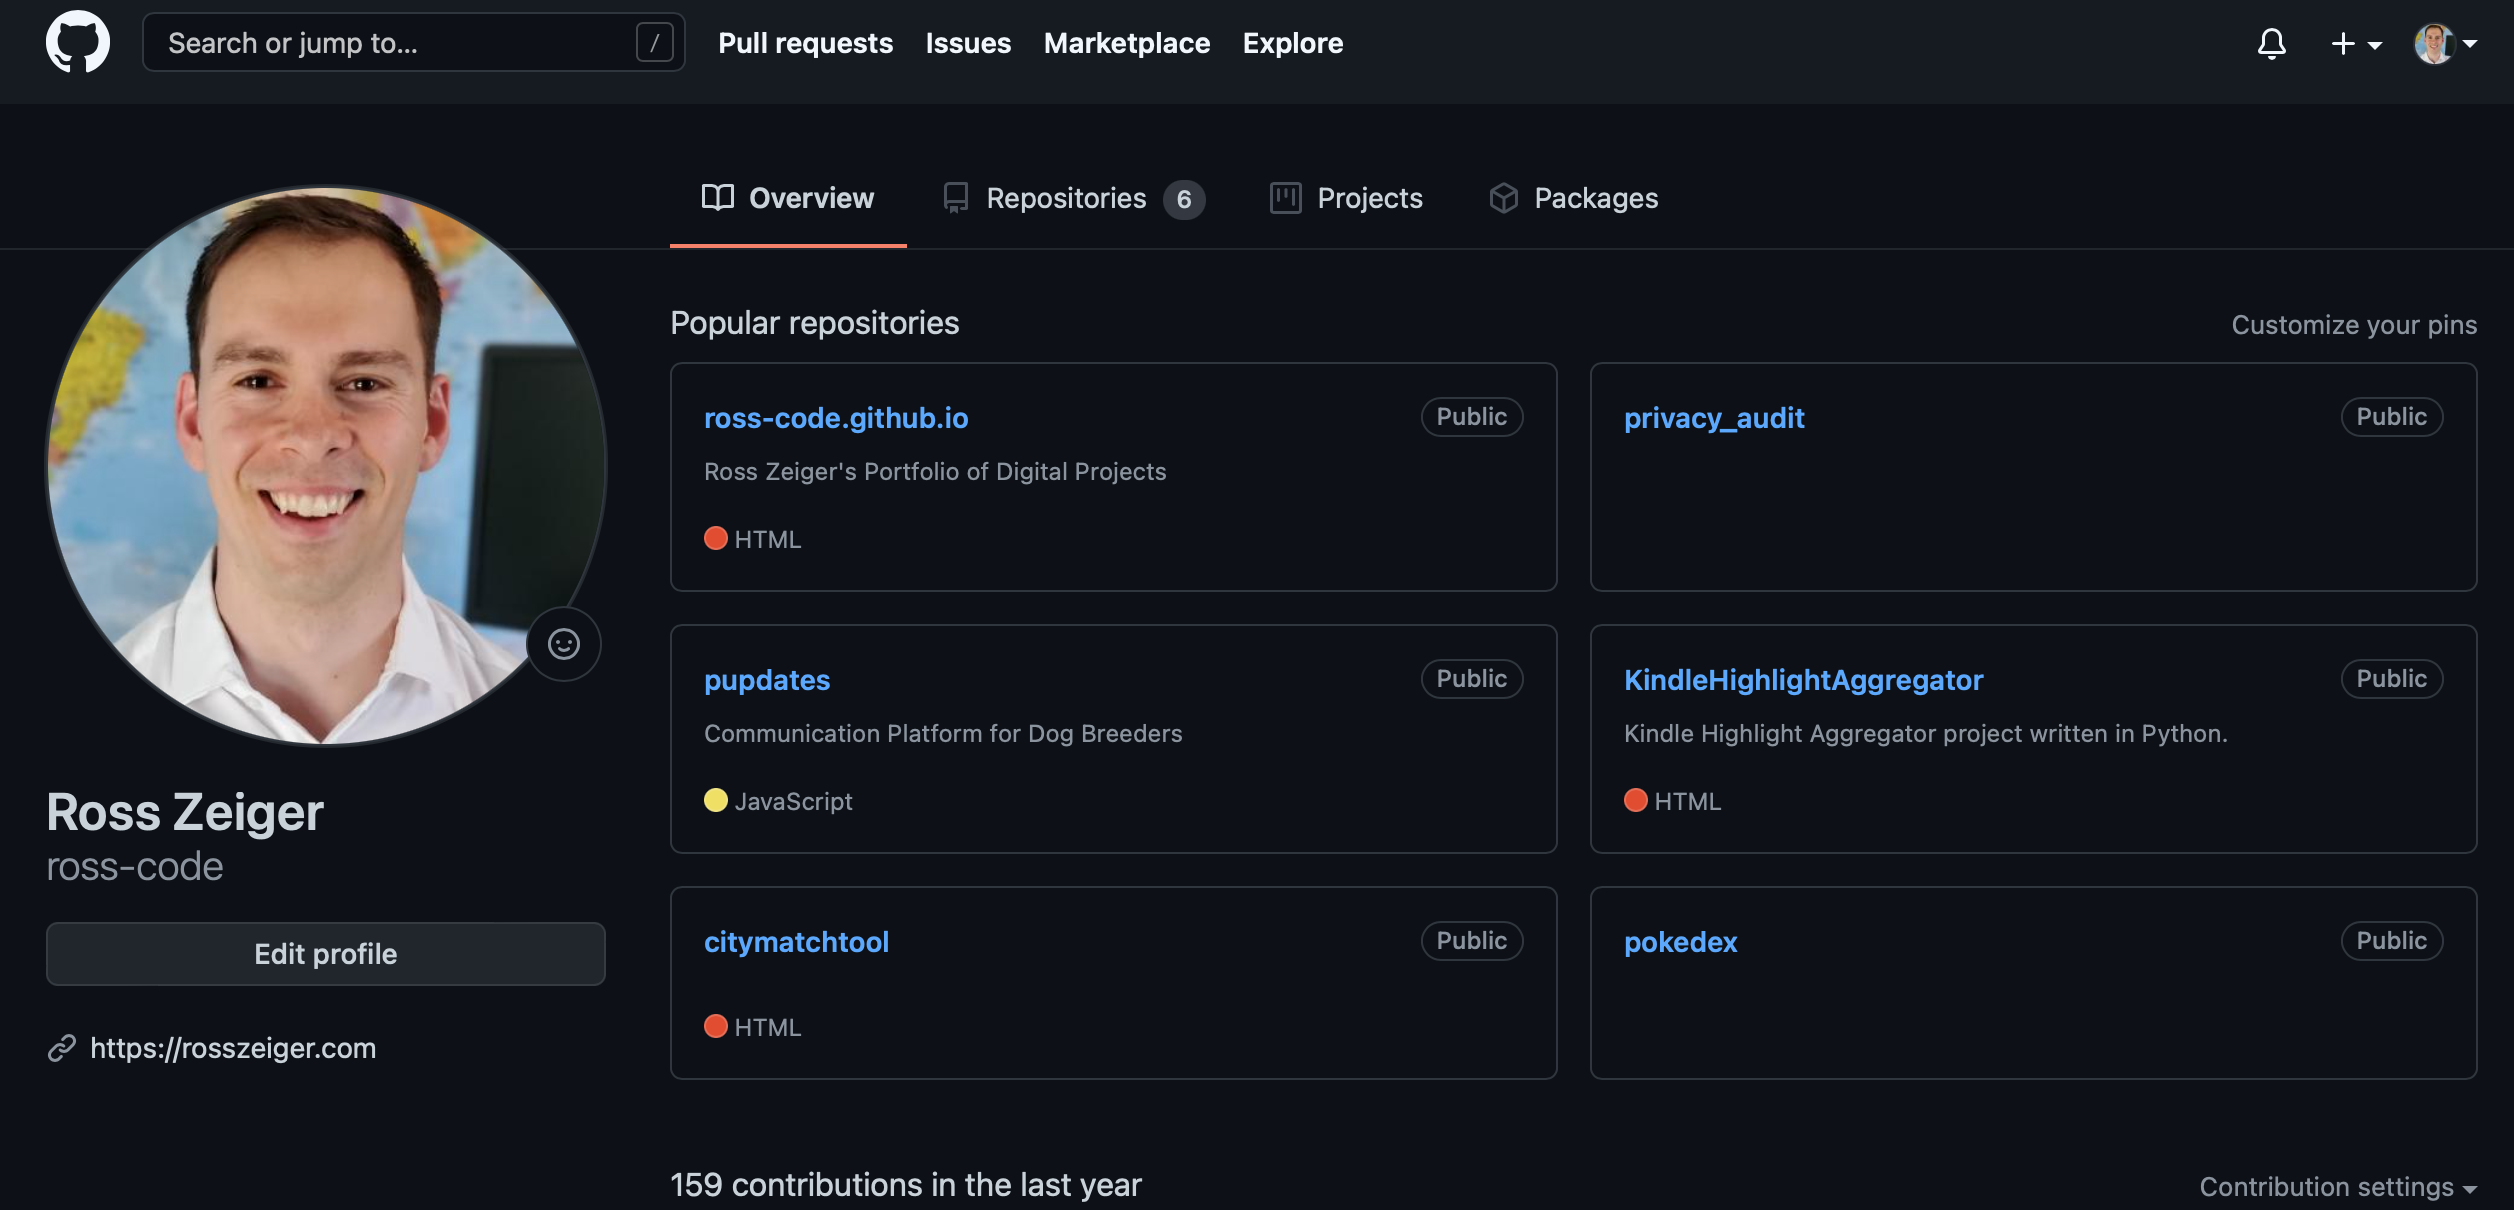 Search or jump to... / Pull requests Issues Marketplace Explore
Overview Repositories 6 Projects Packages
Ross Zeiger
ross-code
Edit profile
https://rosszeiger.com
Popular repositories Customize your pins
ross-code.github.io Public
Ross Zeiger's Portfolio of Digital Projects
HTML
privacy_audit Public
pupdates Public
Communication Platform for Dog Breeders
JavaScript
KindleHighlightAggregator Public
Kindle Highlight Aggregator project written in Python.
HTML
citymatchtool Public
HTML
pokedex Public
159 contributions in the last year Contribution settings